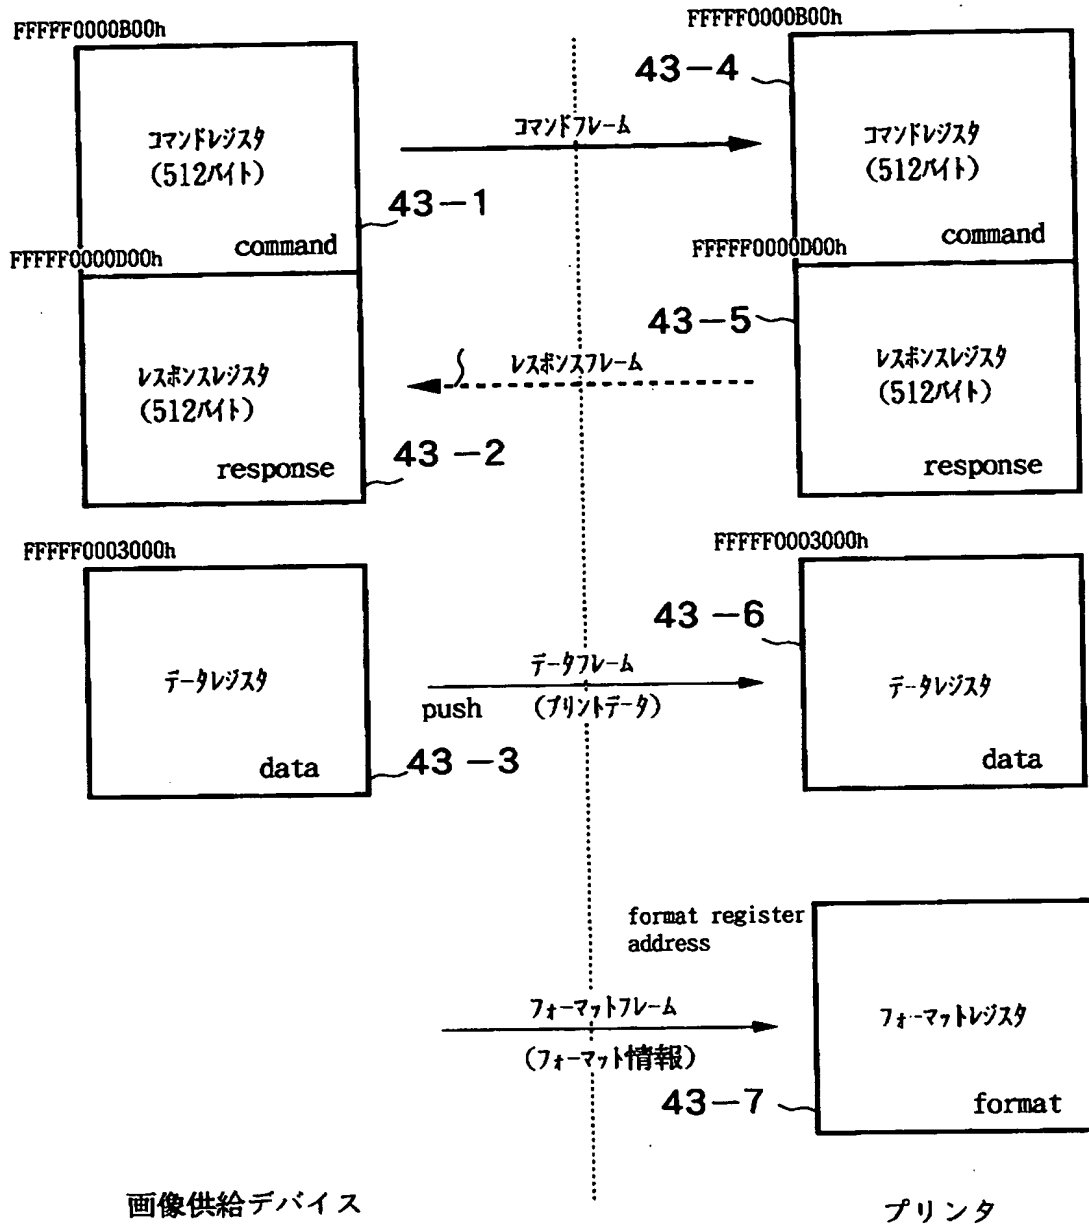 FFFFF0000B00h
FFFFF0000B00h
43-4
コマンドレジスタ
(512バイト)
コマンドフレーム
コマンドレジスタ
(512バイト)
43-1
command
command
FFFFF0000D00h
FFFFF0000D00h
43-5
レスポンスレジスタ
(512バイト)
レスポンスフレーム
レスポンスレジスタ
(512バイト)
43-2
response
response
FFFFF0003000h
FFFFF0003000h
43-6
データレジスタ
データフレーム
データレジスタ
push
(プリントデータ)
43-3
data
data
format register
address
フォーマットフレーム
フォーマットレジスタ
(フォーマット情報)
43-7
format
画像供給デバイス
プリンタ